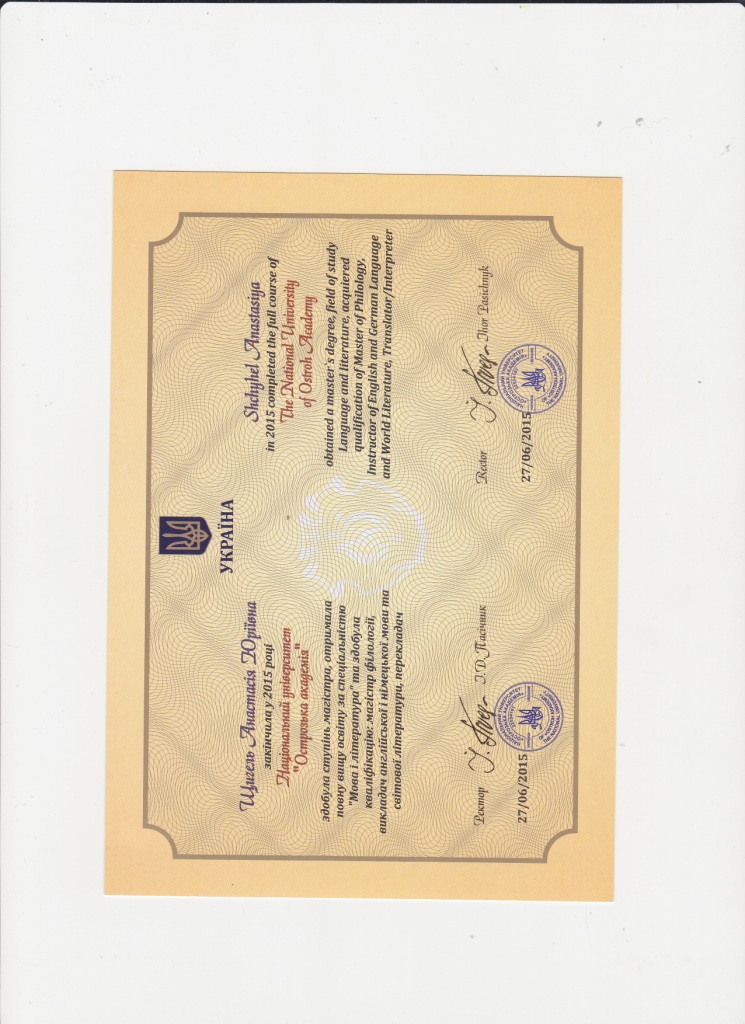 УКРАЇНА
Щигель Анастасія Юріївна
закінчила у 2015 році
Національний університет
"Острозька академія"
здобула ступінь магістра, отримала
повну вищу освіту за спеціальністю
"Мова і література" та здобула
кваліфікацію: магістр філології,
викладач англійської і німецької мови та
світової літератури, перекладач
Ректор І.Д.Пасічник
27/06/2015
Shchyhel Anastasiya
in 2015 completed the full course of
The National University
of Ostroh Academy
obtained a master's degree, field of study
Language and literature, acquiered
qualification of Master of Philology,
Instructor of English and German Language
and World Literature, Translator/Interpreter
Rector Ihor Pasichnyk
27/06/2015